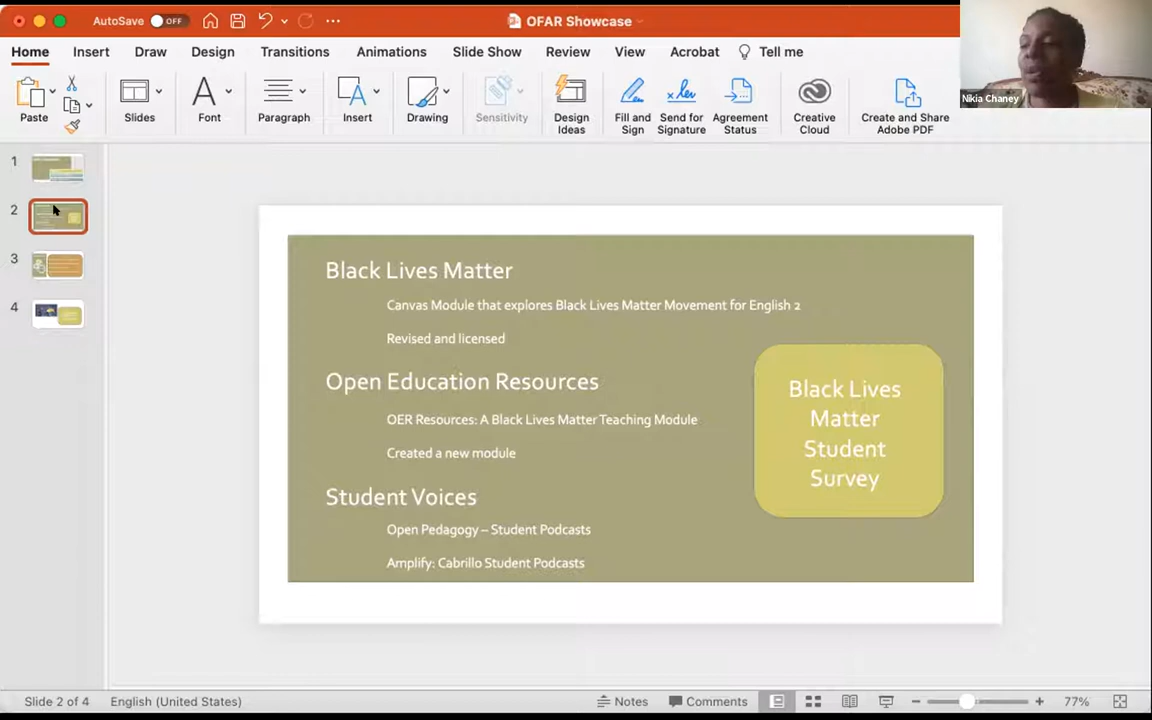 AutoSave OFF
OFAR Showcase
Home Insert Draw Design Transitions Animations Slide Show Review View Acrobat Tell me
Paste
Slides
Font
Paragraph
Insert
Drawing
Sensitivity
Design
Ideas
Fill and
Sign
Send for
Signature
Agreement
Status
Creative
Cloud
Create and Share
Adobe PDF
Nikia Chaney
1
2
3
4
Black Lives Matter
Canvas Module that explores Black Lives Matter Movement for English 2
Revised and licensed
Open Education Resources
OER Resources: A Black Lives Matter Teaching Module
Created a new module
Student Voices
Open Pedagogy – Student Podcasts
Amplify: Cabrillo Student Podcasts
Black Lives
Matter
Student
Survey
Slide 2 of 4 English (United States) Notes Comments 77%